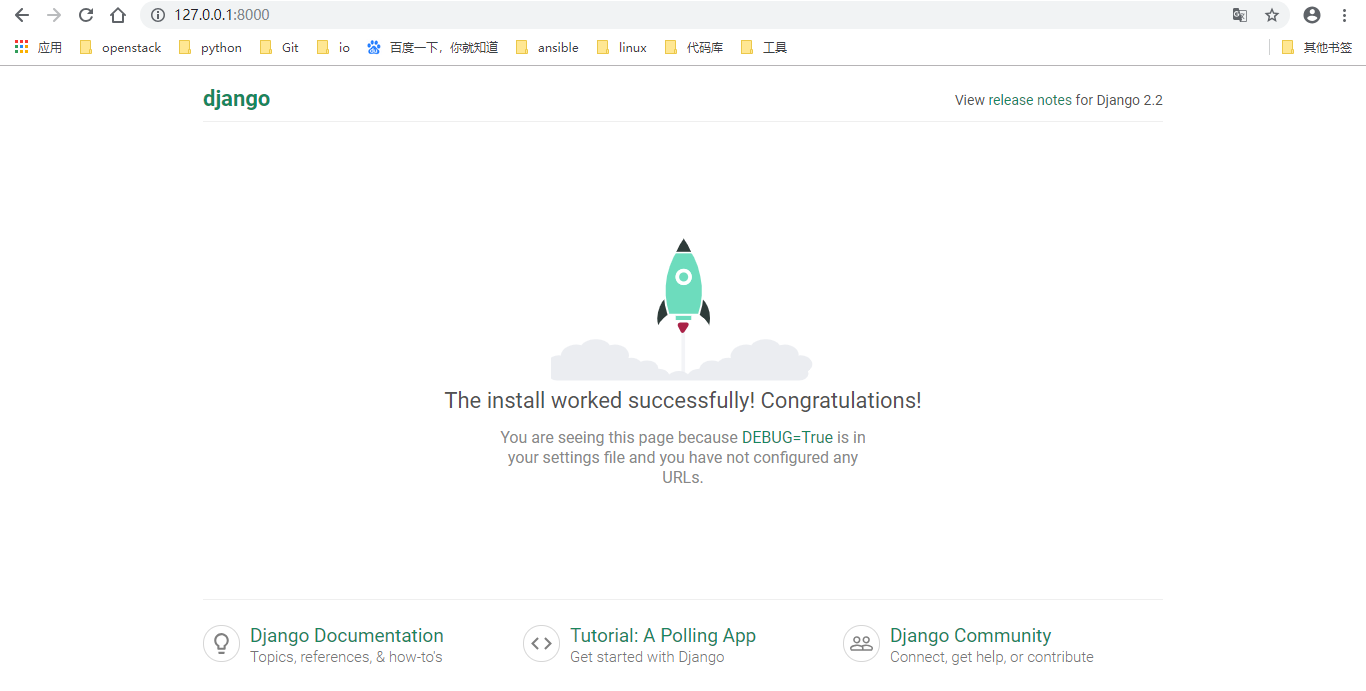 127.0.0.1:8000
应用 openstack python Git io 百度一下，你就知道 ansible linux 代码库 工具 其他书签
django View release notes for Django 2.2
The install worked successfully! Congratulations!
You are seeing this page because DEBUG=True is in
your settings file and you have not configured any
URLs.
Django Documentation Tutorial: A Polling App Django Community
Topics, references, & how-to's Get started with Django Connect, get help, or contribute